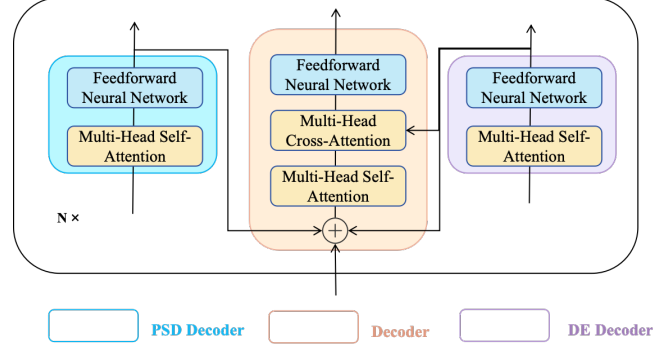 Feedforward
Neural Network
Multi-Head Self-
Attention
Feedforward
Neural Network
Multi-Head
Cross-Attention
Multi-Head Self-
Attention
Feedforward
Neural Network
Multi-Head Self-
Attention
N ×
PSD Decoder
Decoder
DE Decoder